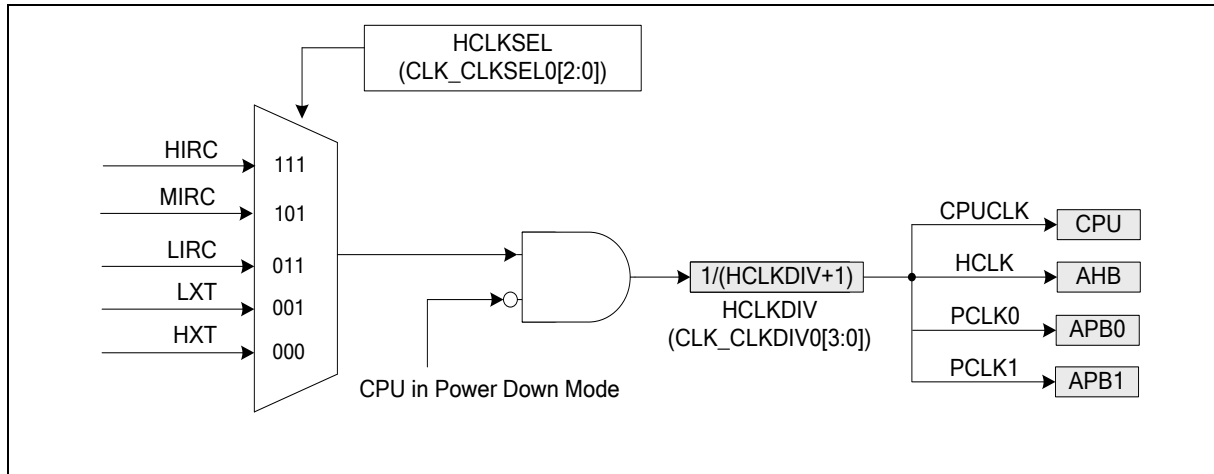 HCLKSEL
(CLK_CLKSEL0[2:0])
HIRC
111
MIRC
101
LIRC
011
LXT
001
HXT
000
CPU in Power Down Mode
1/(HCLKDIV+1)
HCLKDIV
(CLK_CLKDIV0[3:0])
CPUCLK
CPU
HCLK
AHB
PCLK0
APB0
PCLK1
APB1